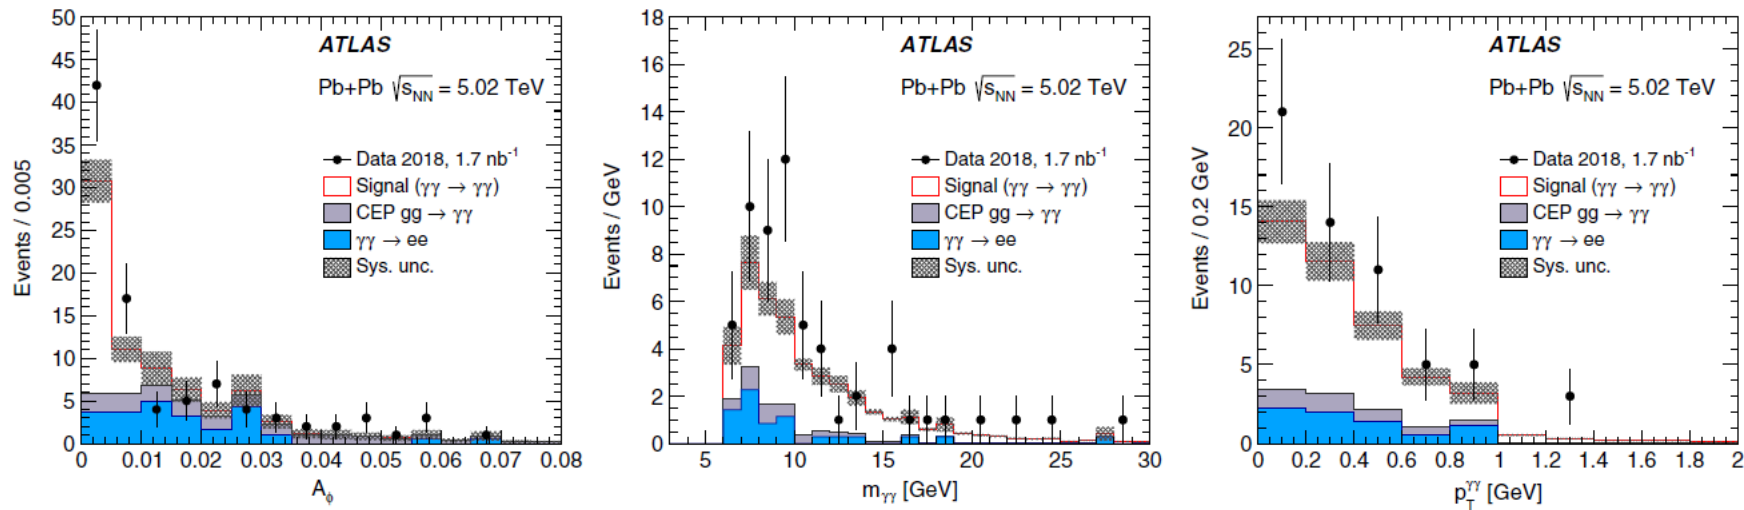 ATLAS
Pb+Pb √sNN = 5.02 TeV
Data 2018, 1.7 nb-1
Signal (γγ → γγ)
CEP gg → γγ
γγ → ee
Sys. unc.
Events / 0.005
50
45
40
35
30
25
20
15
10
5
0
0 0.01 0.02 0.03 0.04 0.05 0.06 0.07 0.08
Aϕ
ATLAS
Pb+Pb √sNN = 5.02 TeV
Data 2018, 1.7 nb-1
Signal (γγ → γγ)
CEP gg → γγ
γγ → ee
Sys. unc.
Events / GeV
18
16
14
12
10
8
6
4
2
0
5 10 15 20 25 30
mγγ [GeV]
ATLAS
Pb+Pb √sNN = 5.02 TeV
Data 2018, 1.7 nb-1
Signal (γγ → γγ)
CEP gg → γγ
γγ → ee
Sys. unc.
Events / 0.2 GeV
25
20
15
10
5
0
0 0.2 0.4 0.6 0.8 1 1.2 1.4 1.6 1.8 2
pTγγ [GeV]